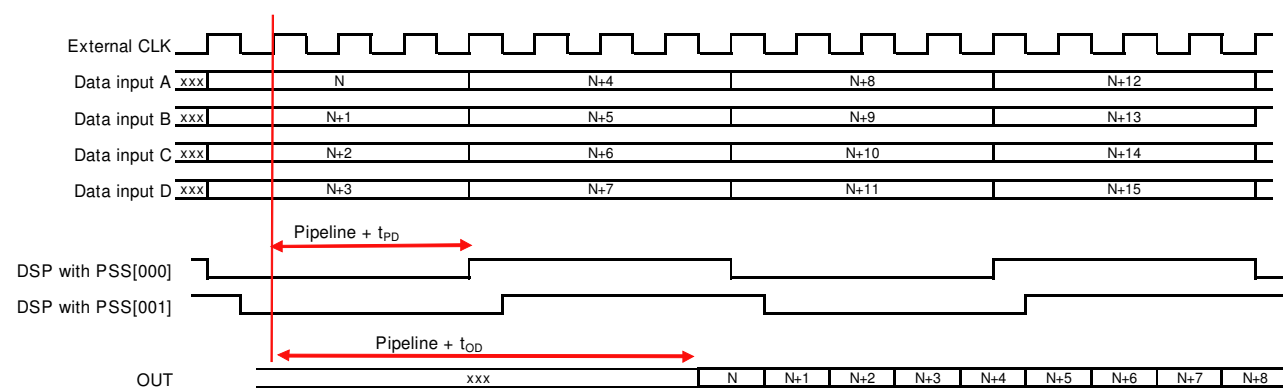 External CLK
Data input A xxx N N+4 N+8 N+12
Data input B xxx N+1 N+5 N+9 N+13
Data input C xxx N+2 N+6 N+10 N+14
Data input D xxx N+3 N+7 N+11 N+15
Pipeline + tPD
DSP with PSS[000]
DSP with PSS[001]
Pipeline + tOD
OUT xxx N N+1 N+2 N+3 N+4 N+5 N+6 N+7 N+8